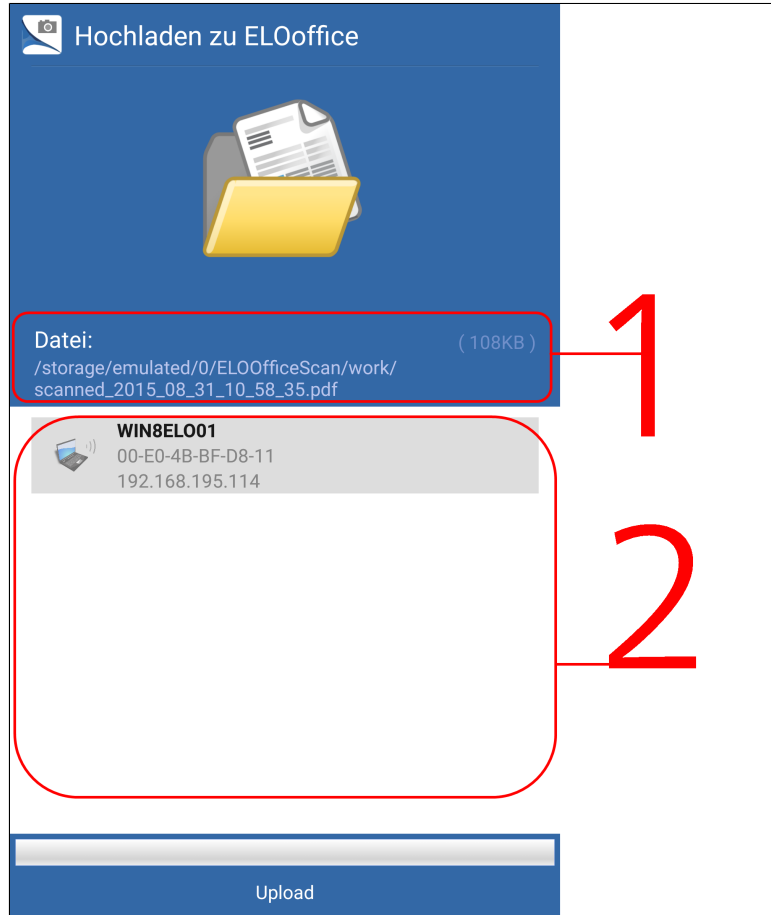 Hochladen zu ELOoffice
Datei:
(108KB)
/storage/emulated/0/ELOOfficeScan/work/
scanned_2015_08_31_10_58_35.pdf
1
WIN8ELO01
00-E0-4B-BF-D8-11
192.168.195.114
2
Upload